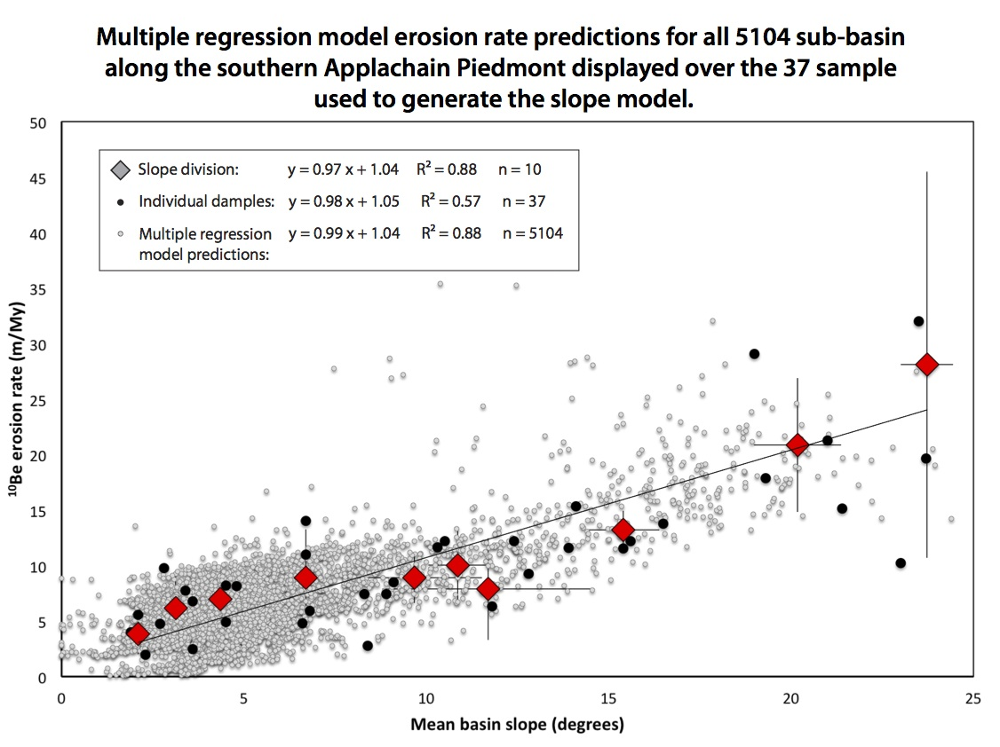 Multiple regression model erosion rate predictions for all 5104 sub-basin
along the southern Applachain Piedmont displayed over the 37 sample
used to generate the slope model.
50
45
40
35
30
25
20
15
10
5
0
¹⁰Be erosion rate (m/My)
Slope division: y = 0.97 x + 1.04 R² = 0.88 n = 10
Individual damples: y = 0.98 x + 1.05 R² = 0.57 n = 37
Multiple regression y = 0.99 x + 1.04 R² = 0.88 n = 5104
model predictions:
0 5 10 15 20 25
Mean basin slope (degrees)